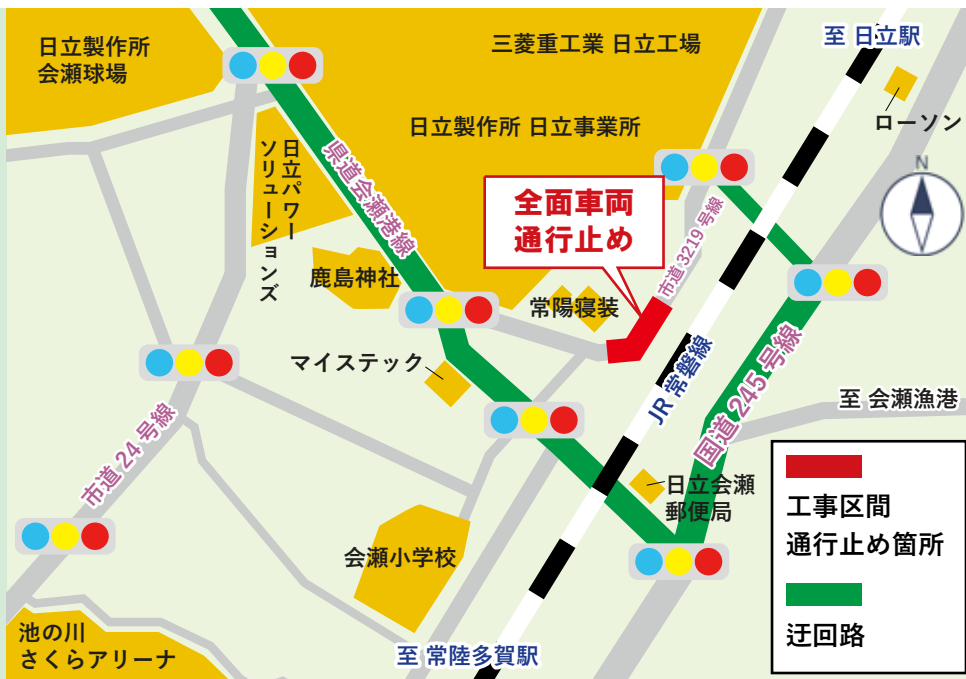 日立製作所
会瀬球場
三菱重工業 日立工場
至 日立駅
ローソン
日立製作所 日立事業所
日立パワー
ソリューションズ
県道会瀬港線
全面車両
通行止め
市道3219号線
N
鹿島神社
常陽寝装
マイステック
JR常磐線
国道245号線
至 会瀬漁港
市道24号線
日立会瀬
郵便局
会瀬小学校
池の川
さくらアリーナ
至 常陸多賀駅
工事区間
通行止め箇所
迂回路